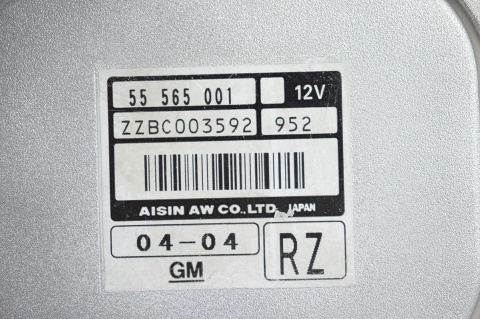 55 565 001 12V
ZZBC003592 952
AISIN AW CO., LTD. JAPAN
04-04 RZ
GM